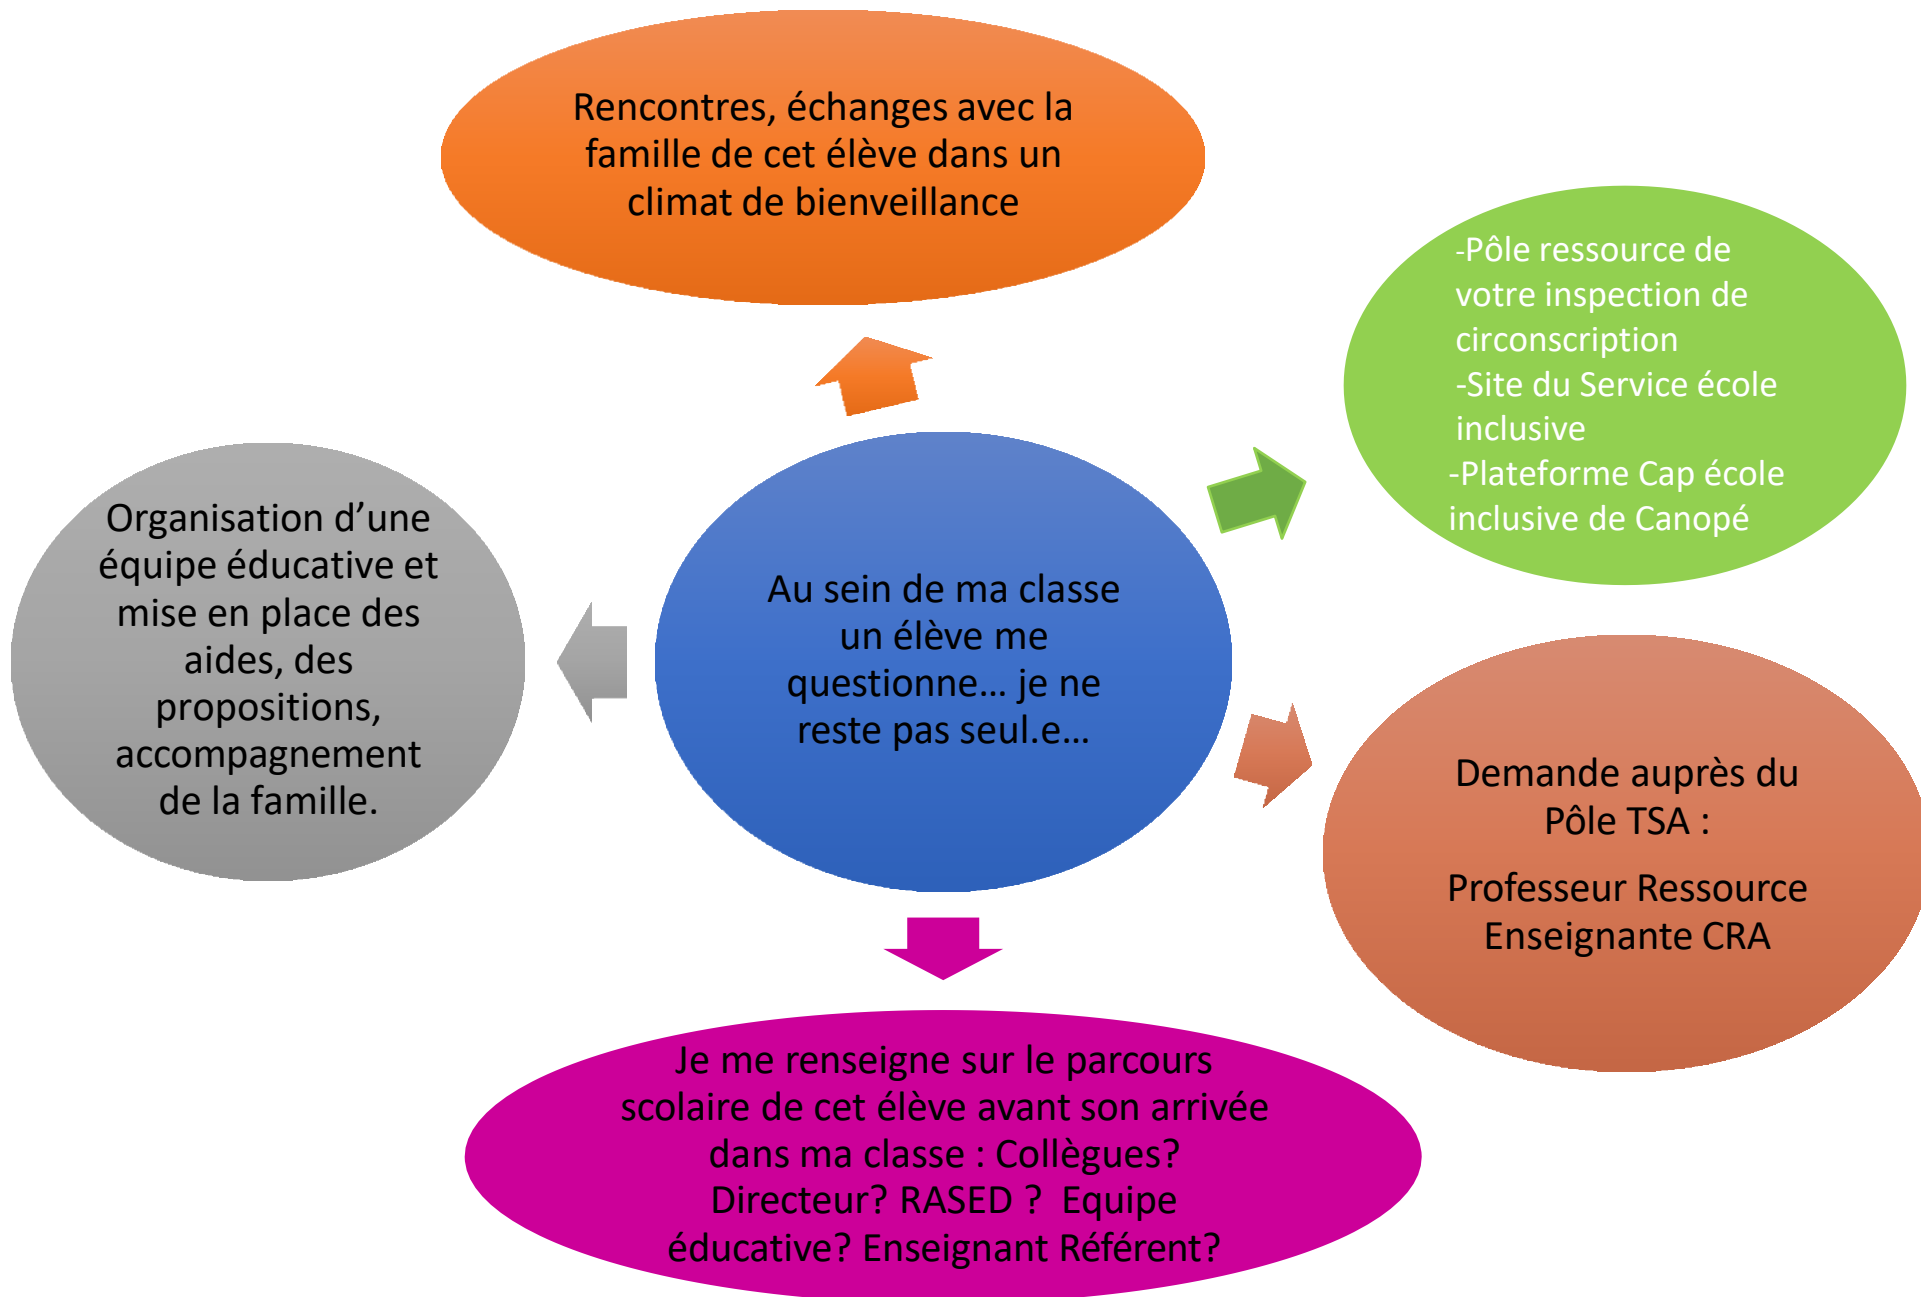 Rencontres, échanges avec la
famille de cet élève dans un
climat de bienveillance
-Pôle ressource de
votre inspection de
circonscription
-Site du Service école
inclusive
-Plateforme Cap école
inclusive de Canopé
Organisation d’une
équipe éducative et
mise en place des
aides, des
propositions,
accompagnement
de la famille.
Au sein de ma classe
un élève me
questionne… je ne
reste pas seul.e…
Demande auprès du
Pôle TSA :
Professeur Ressource
Enseignante CRA
Je me renseigne sur le parcours
scolaire de cet élève avant son arrivée
dans ma classe : Collègues?
Directeur? RASED ?  Equipe
éducative? Enseignant Référent?